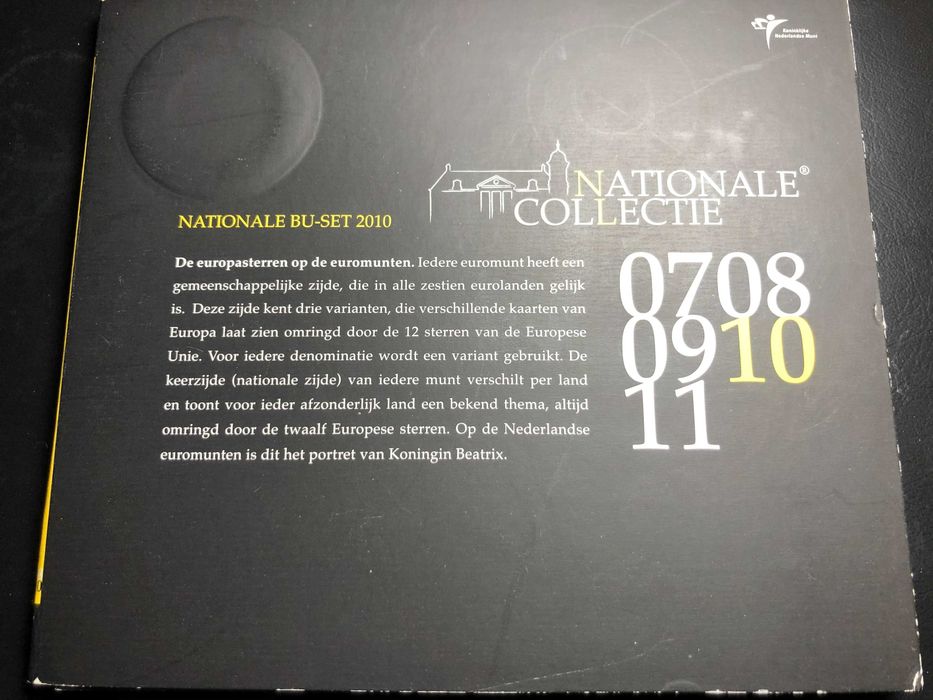 Koninklijke
Nederlandse Munt
NATIONALE®
COLLECTIE
NATIONALE BU-SET 2010
De europasterren op de euromunten. Iedere euromunt heeft een
gemeenschappelijke zijde, die in alle zestien eurolanden gelijk
is. Deze zijde kent drie varianten, die verschillende kaarten van
Europa laat zien omringd door de 12 sterren van de Europese
Unie. Voor iedere denominatie wordt een variant gebruikt. De
keerzijde (nationale zijde) van iedere munt verschilt per land
en toont voor ieder afzonderlijk land een bekend thema, altijd
omringd door de twaalf Europese sterren. Op de Nederlandse
euromunten is dit het portret van Koningin Beatrix.
0708
0910
11